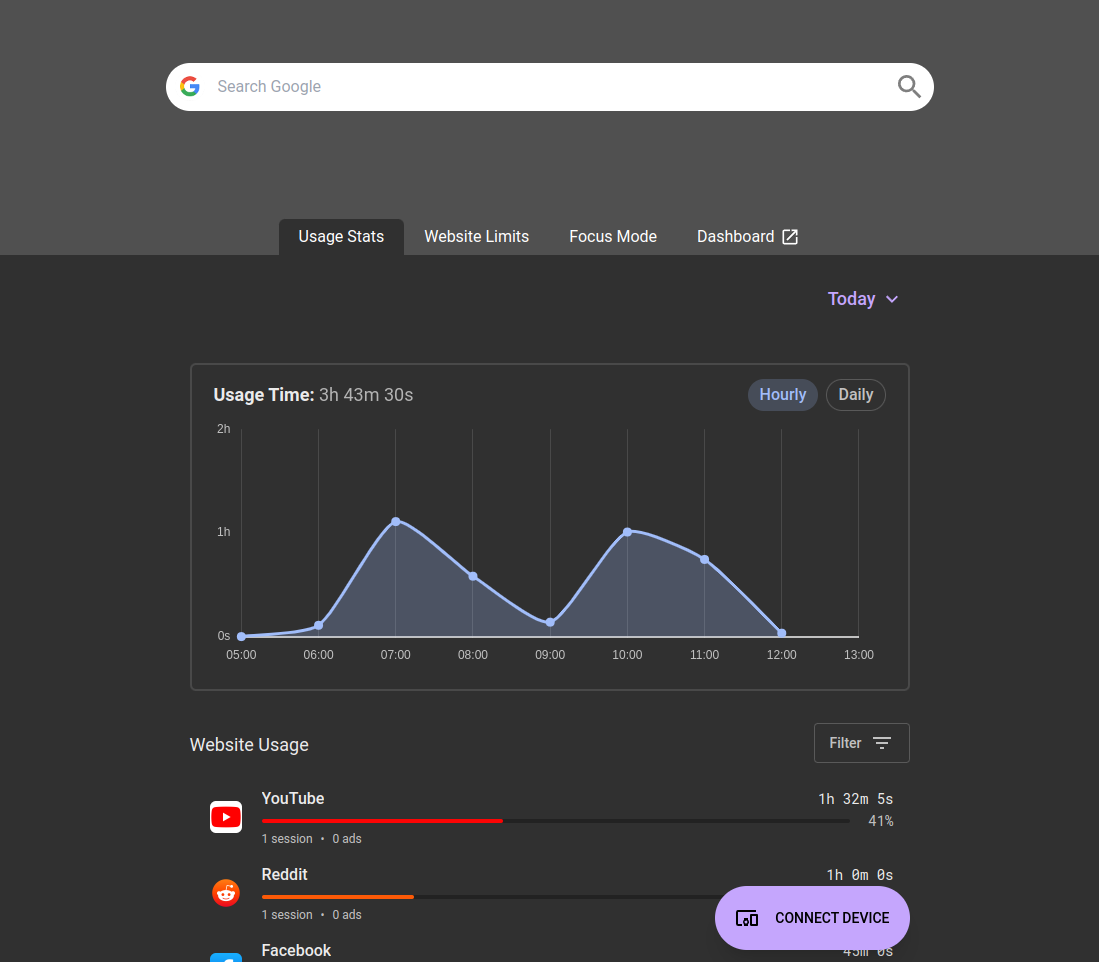 Search Google
Usage Stats Website Limits Focus Mode Dashboard
Today
Usage Time: 3h 43m 30s Hourly Daily
2h
1h
0s
05:00 06:00 07:00 08:00 09:00 10:00 11:00 12:00 13:00
Website Usage Filter
YouTube 1h 32m 5s
41%
1 session • 0 ads
Reddit 1h 0m 0s
1 session • 0 ads
CONNECT DEVICE
Facebook 45m 0s